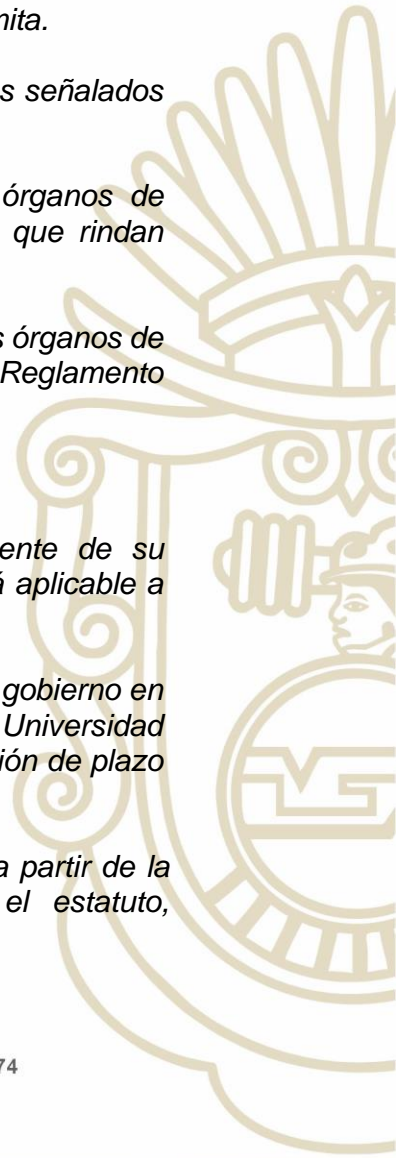 nita.
s señalados
órganos de
que rindan
s órganos de
Reglamento
ente de su
á aplicable a
gobierno en
Universidad
ión de plazo
a partir de la
el estatuto,
74